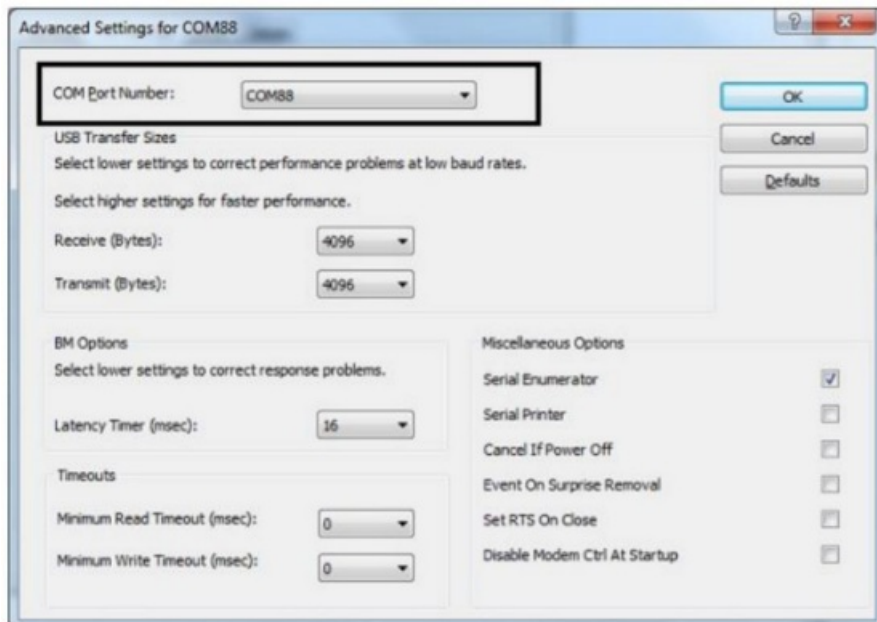 Advanced Settings for COM88
COM Port Number: COM88
OK
Cancel
Defaults
USB Transfer Sizes
Select lower settings to correct performance problems at low baud rates.
Select higher settings for faster performance.
Receive (Bytes): 4096
Transmit (Bytes): 4096
BM Options
Select lower settings to correct response problems.
Latency Timer (msec): 16
Timeouts
Minimum Read Timeout (msec): 0
Minimum Write Timeout (msec): 0
Miscellaneous Options
Serial Enumerator
Serial Printer
Cancel If Power Off
Event On Surprise Removal
Set RTS On Close
Disable Modem Ctrl At Startup